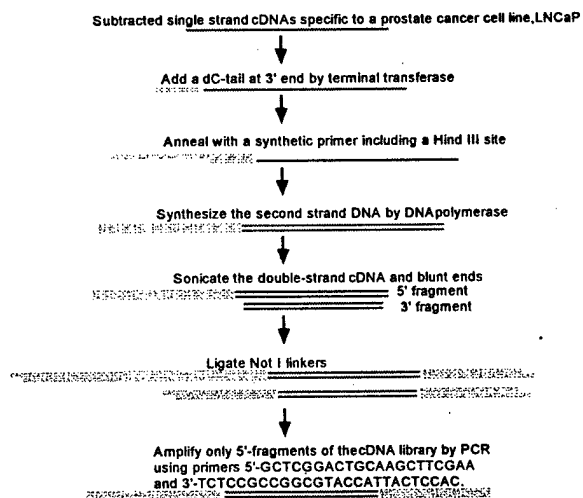 Subtracted single strand cDNAs specific to a prostate cancer cell line,LNCaP
Add a dC-tail at 3' end by terminal transferase
Anneal with a synthetic primer including a Hind III site
Synthesize the second strand DNA by DNApolymerase
Sonicate the double-strand cDNA and blunt ends
5' fragment
3' fragment
Ligate Not I linkers
Amplify only 5'-fragments of thecDNA library by PCR
using primers 5'-GCTCGGACTGCAAGCTTCGAA
and 3'-TCTCCGCCGGCGTACCATTACTCCAC.